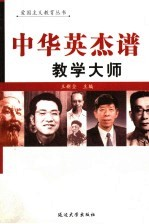 爱国主义教育丛书
中华英杰谱
教学大师
王新全 主编
延边大学出版社